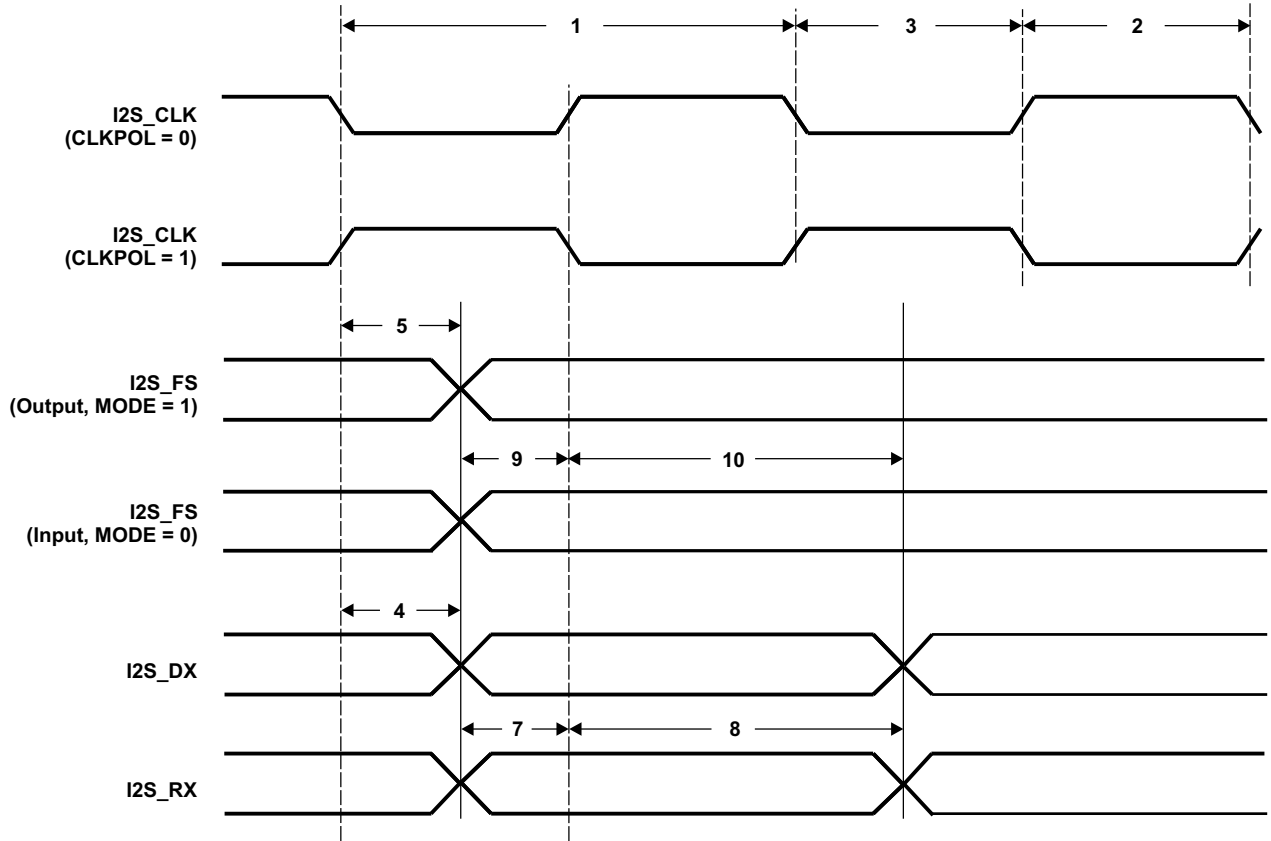 1
3
2
I2S_CLK
(CLKPOL = 0)
I2S_CLK
(CLKPOL = 1)
5
I2S_FS
(Output, MODE = 1)
9
10
I2S_FS
(Input, MODE = 0)
4
I2S_DX
7
8
I2S_RX